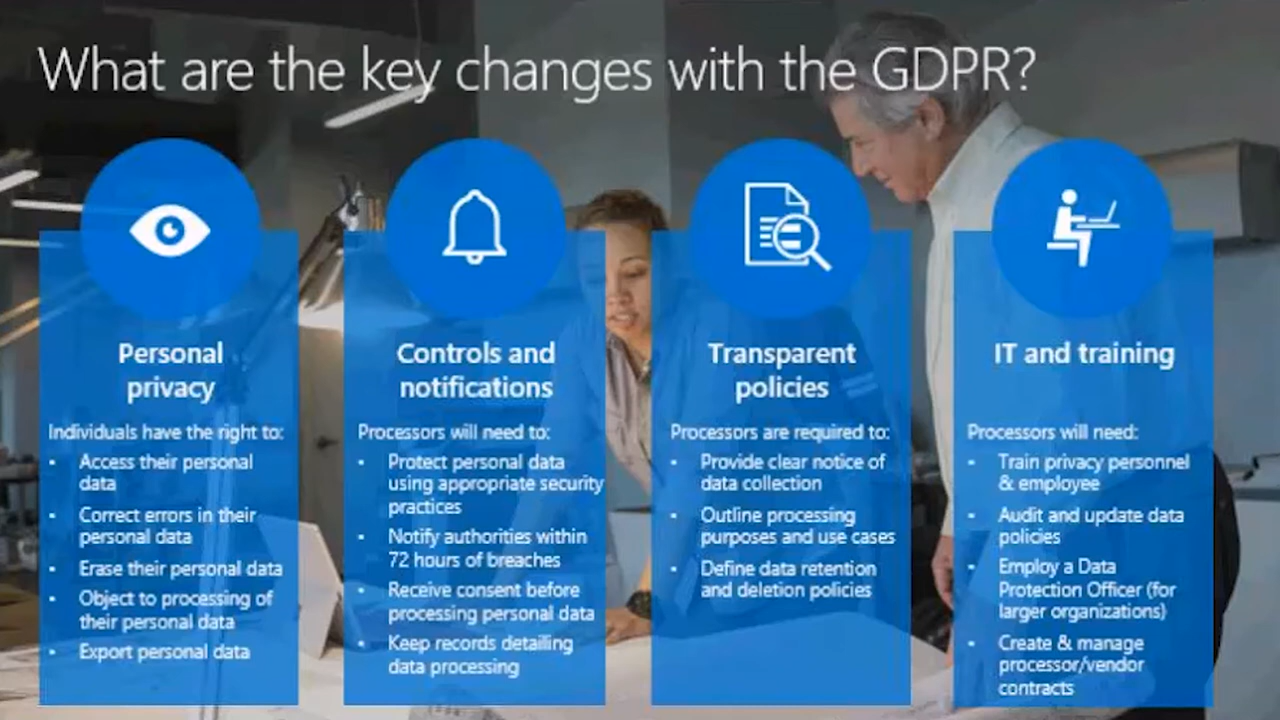 What are the key changes with the GDPR?
Personal
privacy
Individuals have the right to:
• Access their personal
data
• Correct errors in their
personal data
• Erase their personal data
• Object to processing of
their personal data
• Export personal data
Controls and
notifications
Processors will need to:
• Protect personal data
using appropriate security
practices
• Notify authorities within
72 hours of breaches
• Receive consent before
processing personal data
• Keep records detailing
data processing
Transparent
policies
Processors are required to:
• Provide clear notice of
data collection
• Outline processing
purposes and use cases
• Define data retention
and deletion policies
IT and training
Processors will need:
• Train privacy personnel
& employee
• Audit and update data
policies
• Employ a Data
Protection Officer (for
larger organizations)
• Create & manage
processor/vendor
contracts